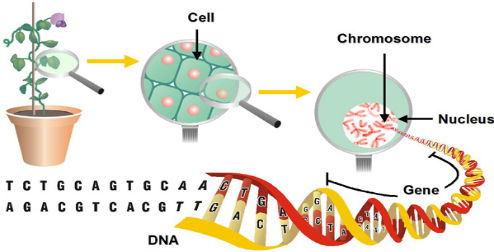 Cell
Chromosome
Nucleus
Gene
T C T G C A G T G C A A C T G A
A G A C G T C A C G T T G A C T
G A
C T A
DNA